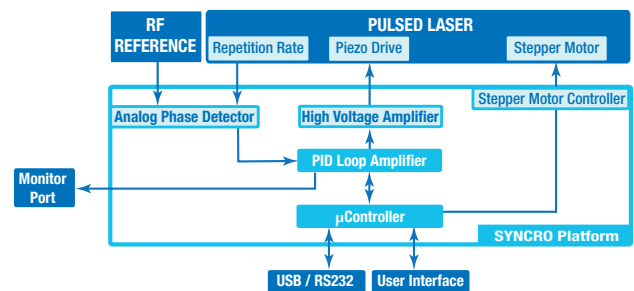 RF
REFERENCE
PULSED LASER
Repetition Rate
Piezo Drive
Stepper Motor
Stepper Motor Controller
Analog Phase Detector
High Voltage Amplifier
PID Loop Amplifier
Monitor
Port
µController
SYNCRO Platform
USB / RS232
User Interface